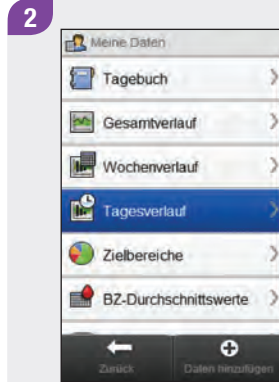 2
Meine Daten
Tagebuch
Gesamtverlauf
Wochenverlauf
Tagesverlauf
Zielbereiche
BZ-Durchschnittswerte
Zurück
Daten hinzufügen